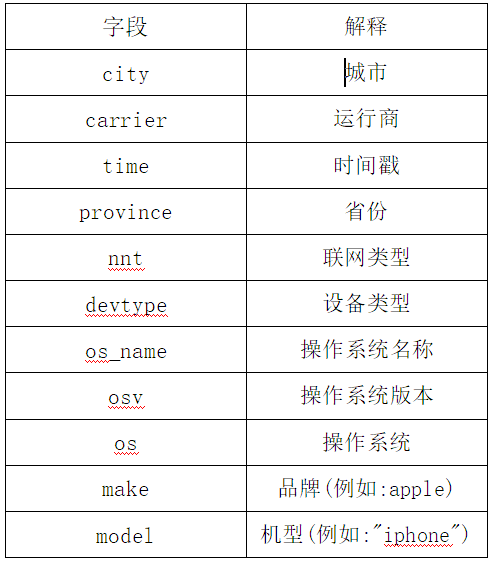 字段 解释
city 城市
carrier 运行商
time 时间戳
province 省份
nnt 联网类型
devtype 设备类型
os_name 操作系统名称
osv 操作系统版本
os 操作系统
make 品牌(例如:apple)
model 机型(例如:"iphone")